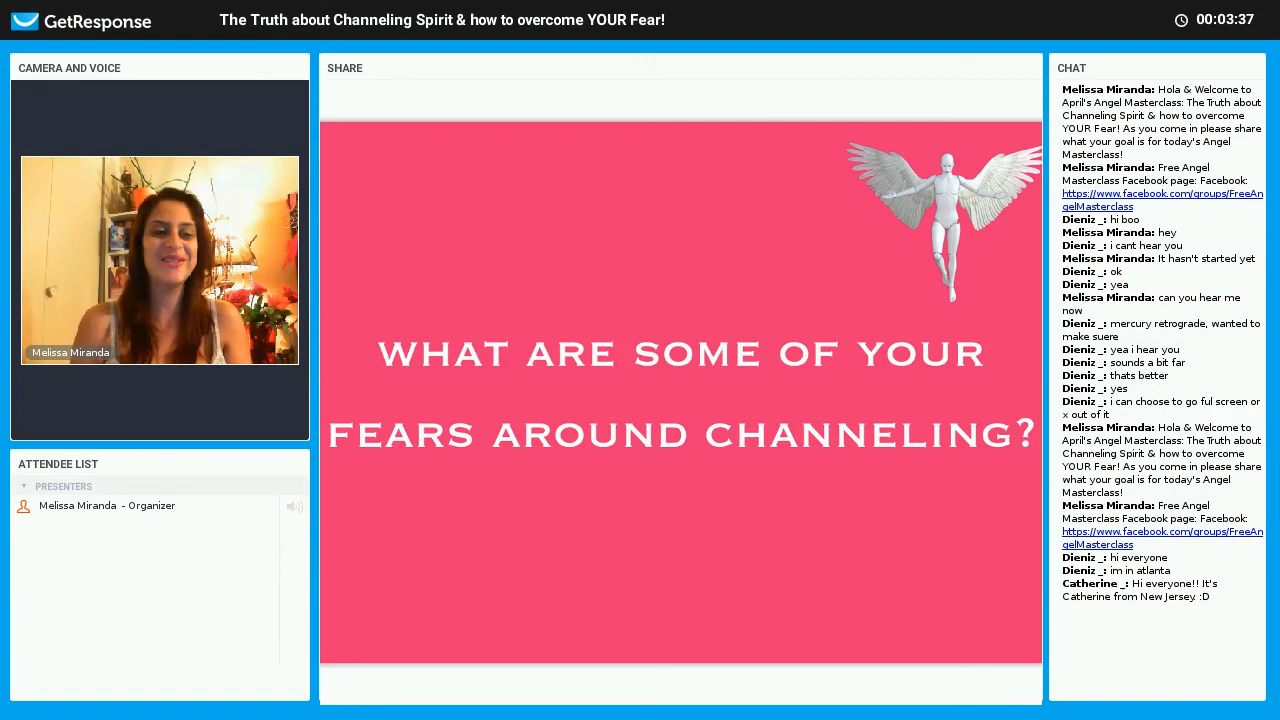 GetResponse
The Truth about Channeling Spirit & how to overcome YOUR Fear!
00:03:37
CAMERA AND VOICE
Melissa Miranda
ATTENDEE LIST
PRESENTERS
Melissa Miranda - Organizer
SHARE
WHAT ARE SOME OF YOUR
FEARS AROUND CHANNELING?
CHAT
Melissa Miranda: Hola & Welcome to
April's Angel Masterclass: The Truth about
Channeling Spirit & how to overcome
YOUR Fear! As you come in please share
what your goal is for today's Angel
Masterclass!
Melissa Miranda: Free Angel
Masterclass Facebook page: Facebook:
https://www.facebook.com/groups/FreeAn
gelMasterclass
Dieniz _: hi boo
Melissa Miranda: hey
Dieniz _: i cant hear you
Melissa Miranda: It hasn't started yet
Dieniz _: ok
Dieniz _: yea
Melissa Miranda: can you hear me
now
Dieniz _: mercury retrograde, wanted to
make suere
Dieniz _: yea i hear you
Dieniz _: sounds a bit far
Dieniz _: thats better
Dieniz _: yes
Dieniz _: i can choose to go ful screen or
x out of it
Melissa Miranda: Hola & Welcome to
April's Angel Masterclass: The Truth about
Channeling Spirit & how to overcome
YOUR Fear! As you come in please share
what your goal is for today's Angel
Masterclass!
Melissa Miranda: Free Angel
Masterclass Facebook page: Facebook:
https://www.facebook.com/groups/FreeAn
gelMasterclass
Dieniz _: hi everyone
Dieniz _: im in atlanta
Catherine _: Hi everyone!! It's
Catherine from New Jersey. :D